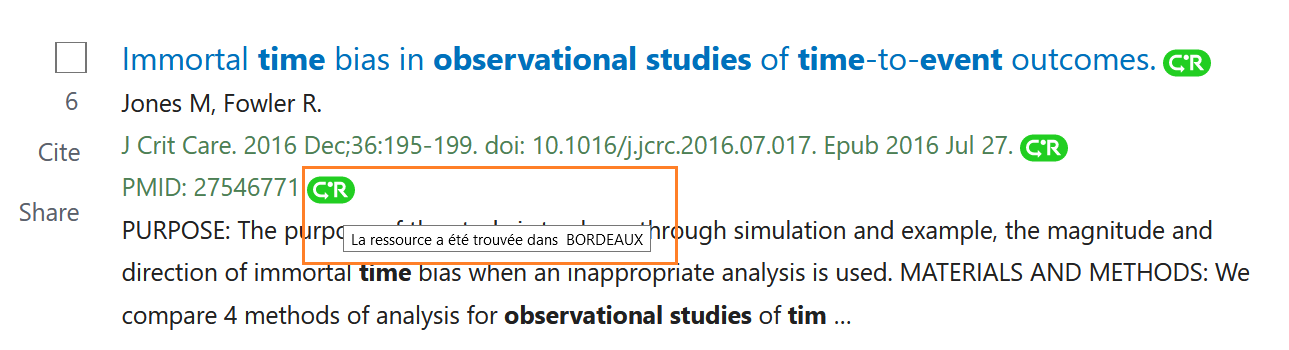 Immortal time bias in observational studies of time-to-event outcomes. C R
6
Jones M, Fowler R.
Cite
J Crit Care. 2016 Dec;36:195-199. doi: 10.1016/j.jcrc.2016.07.017. Epub 2016 Jul 27. C R
PMID: 27546771 C R
Share
PURPOSE: The through simulation and example, the magnitude and
La ressource a été trouvée dans BORDEAUX
direction of immortal time bias when an inappropriate analysis is used. MATERIALS AND METHODS: We
compare 4 methods of analysis for observational studies of tim ...